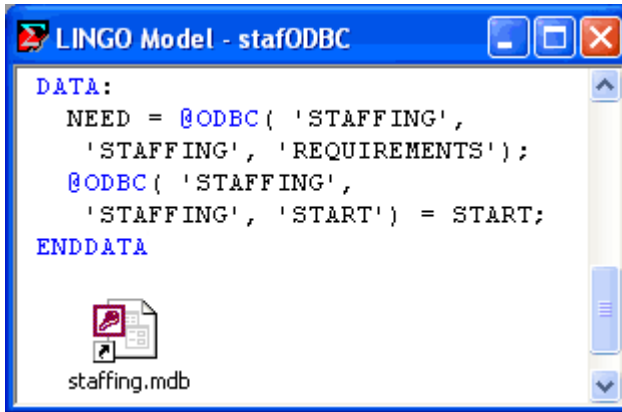 LINGO Model - stafODBC
DATA:
NEED = @ODBC( 'STAFFING',
'STAFFING', 'REQUIREMENTS');
@ODBC( 'STAFFING',
'STAFFING', 'START') = START;
ENDDATA
staffing.mdb